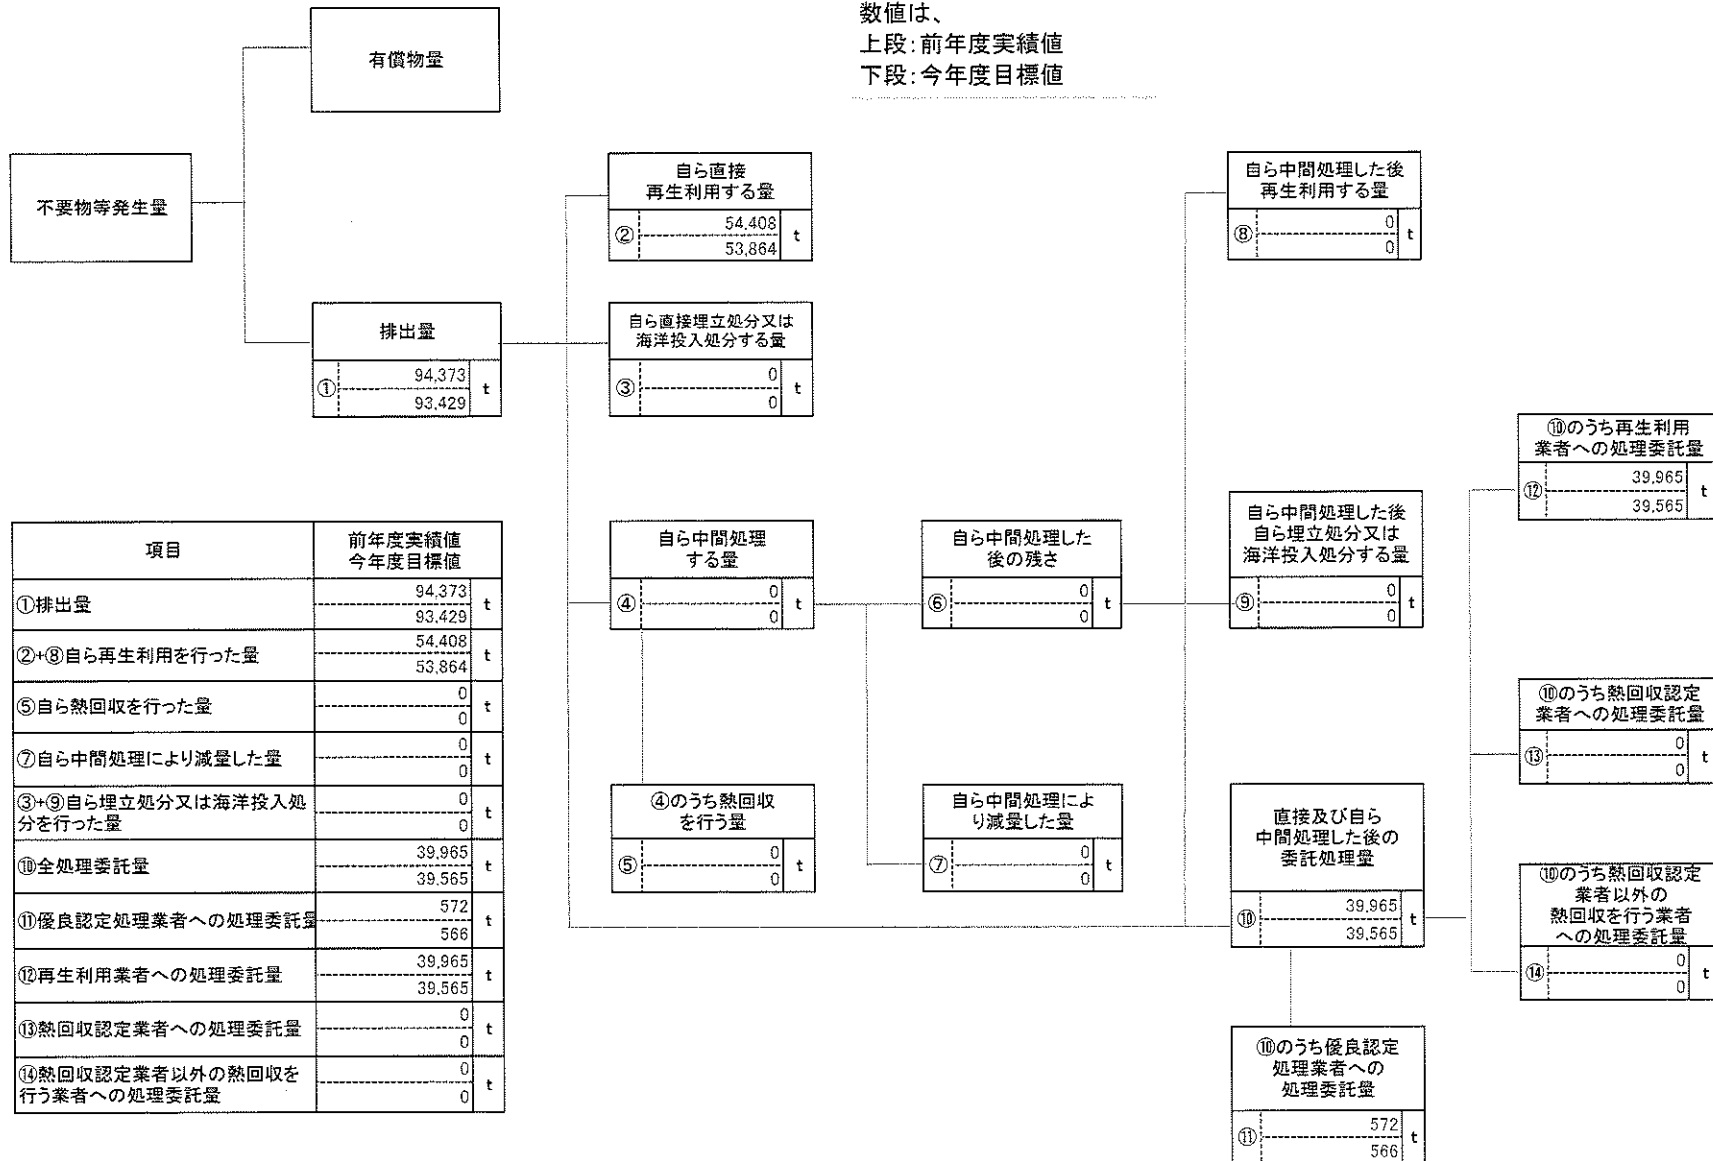 数値は、
上段:前年度実績値
下段:今年度目標値
有償物量
不要物等発生量
排出量
①
94,373
93,429
t
自ら直接
再生利用する量
②
54,408
53,864
t
自ら直接埋立処分又は
海洋投入処分する量
③
0
0
t
自ら中間処理した後
再生利用する量
⑧
0
0
t
自ら中間処理
する量
④
0
0
t
自ら中間処理した
後の残さ
⑥
0
0
t
自ら中間処理した後
自ら埋立処分又は
海洋投入処分する量
⑨
0
0
t
④のうち熱回収
を行う量
⑤
0
0
t
自ら中間処理によ
り減量した量
⑦
0
0
t
直接及び自ら
中間処理した後の
委託処理量
⑩
39,965
39,565
t
⑩のうち優良認定
処理業者への
処理委託量
⑪
572
566
t
⑩のうち再生利用
業者への処理委託量
⑫
39,965
39,565
t
⑩のうち熱回収認定
業者への処理委託量
⑬
0
0
t
⑩のうち熱回収認定
業者以外の
熱回収を行う業者
への処理委託量
⑭
0
0
t
項目
前年度実績値
今年度目標値
①排出量
94,373
93,429
t
②+⑧自ら再生利用を行った量
54,408
53,864
t
⑤自ら熱回収を行った量
0
0
t
⑦自ら中間処理により減量した量
0
0
t
③+⑨自ら埋立処分又は海洋投入処
分を行った量
0
0
t
⑩全処理委託量
39,965
39,565
t
⑪優良認定処理業者への処理委託量
572
566
t
⑫再生利用業者への処理委託量
39,965
39,565
t
⑬熱回収認定業者への処理委託量
0
0
t
⑭熱回収認定業者以外の熱回収を
行う業者への処理委託量
0
0
t